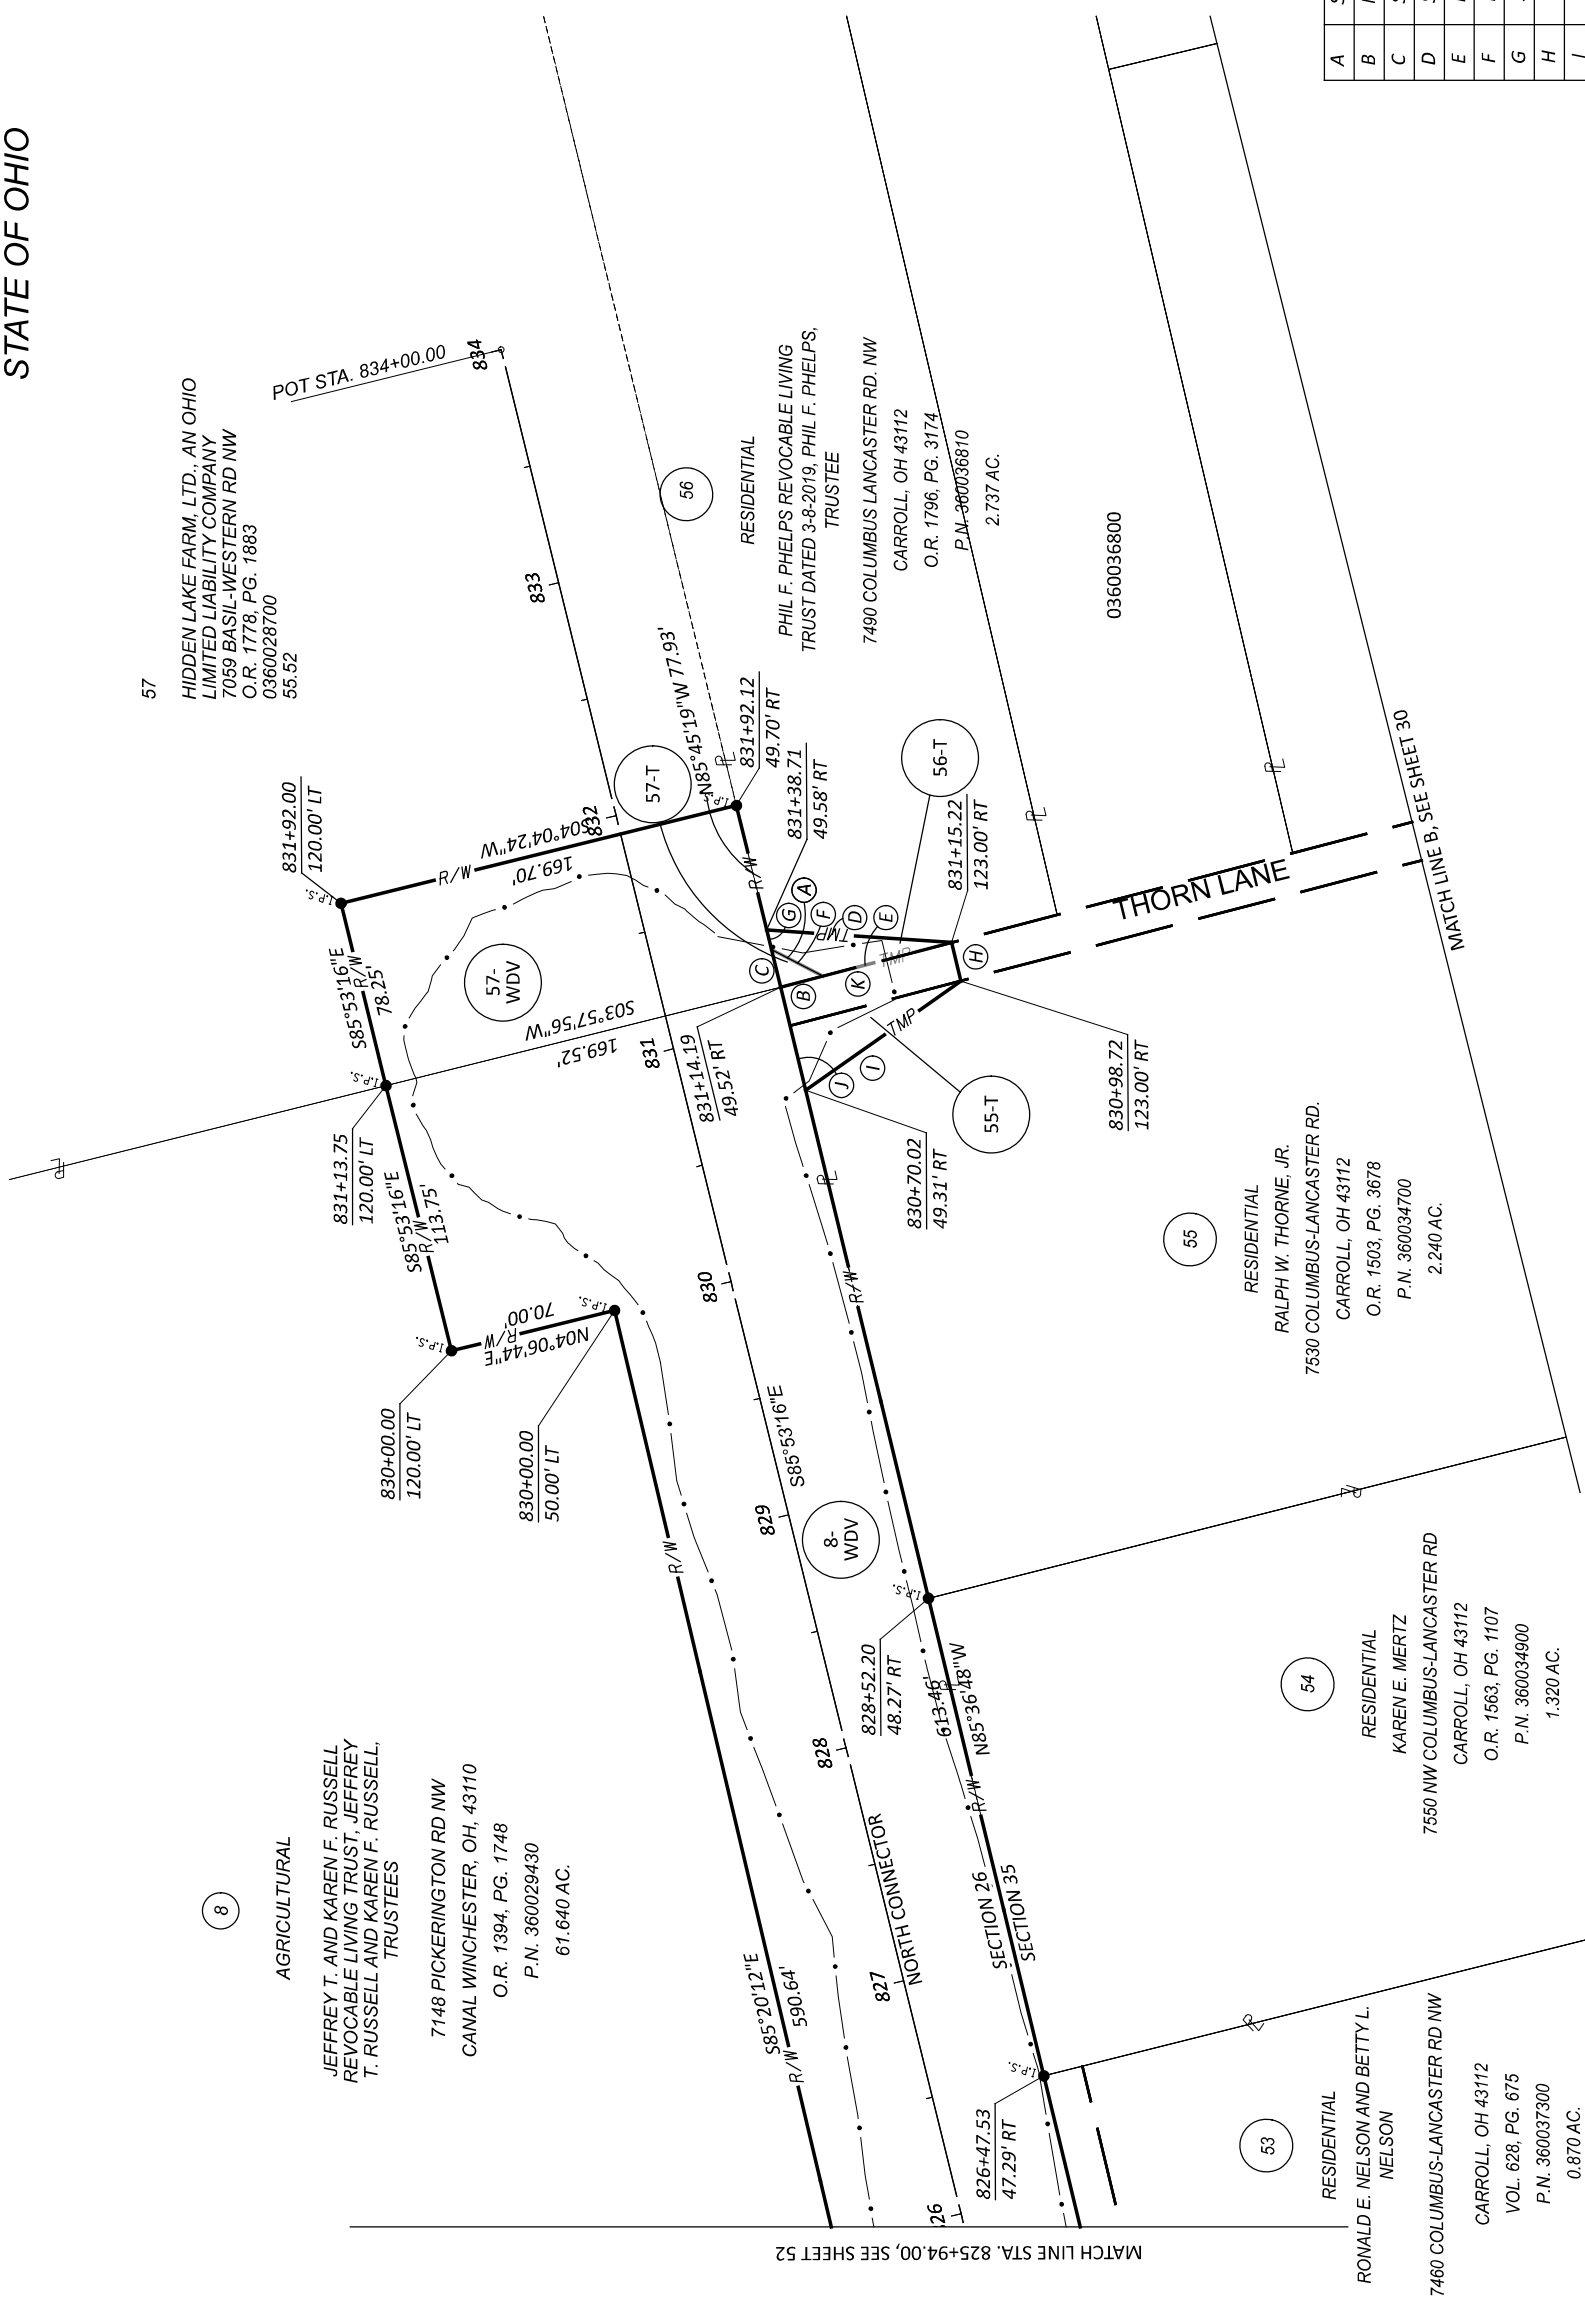 STATE OF OHIO
57
HIDDEN LAKE FARM, LTD., AN OHIO
LIMITED LIABILITY COMPANY
7059 BASIL-WESTERN RD NW
O.R. 1778, PG. 1883
0360028700
55.52
POT STA. 834+00.00
834
833
832
831
830
829
828
827
826
831+92.00
120.00' LT
I.P.S.
R/W
S04°04'24"W
169.70'
57-T
N85°45'19"W 77.93'
I.P.S.
831+92.12
49.70' RT
831+38.71
49.58' RT
R/W
56
RESIDENTIAL
PHIL F. PHELPS REVOCABLE LIVING
TRUST DATED 3-8-2019, PHIL F. PHELPS,
TRUSTEE
7490 COLUMBUS LANCASTER RD. NW
CARROLL, OH 43112
O.R. 1796, PG. 3174
P.N. 360036810
2.737 AC.
0360036800
56-T
831+15.22
123.00' RT
G
A
F
D
E
C
B
K
H
J
I
TMP
TMP
TMP
THORN LANE
MATCH LINE B, SEE SHEET 30
57-
WDV
S85°53'16"E
R/W
78.25'
S03°57'56"W
169.52'
831+14.19
49.52' RT
I.P.S.
831+13.75
120.00' LT
S85°53'16"E
R/W
113.75'
I.P.S.
N04°06'44"E
R/W
70.00'
I.P.S.
830+00.00
120.00' LT
830+00.00
50.00' LT
830+98.72
123.00' RT
55-T
830+70.02
49.31' RT
55
RESIDENTIAL
RALPH W. THORNE, JR.
7530 COLUMBUS-LANCASTER RD.
CARROLL, OH 43112
O.R. 1503, PG. 3678
P.N. 360034700
2.240 AC.
R/W
S85°53'16"E
8-
WDV
R/W
I.P.S.
828+52.20
48.27' RT
613.46'
N85°36'48"W
R/W
54
RESIDENTIAL
KAREN E. MERTZ
7550 NW COLUMBUS-LANCASTER RD
CARROLL, OH 43112
O.R. 1563, PG. 1107
P.N. 360034900
1.320 AC.
8
AGRICULTURAL
JEFFREY T. AND KAREN F. RUSSELL
REVOCABLE LIVING TRUST, JEFFREY
T. RUSSELL AND KAREN F. RUSSELL,
TRUSTEES
7148 PICKERINGTON RD NW
CANAL WINCHESTER, OH, 43110
O.R. 1394, PG. 1748
P.N. 360029430
61.640 AC.
NORTH CONNECTOR
SECTION 26
SECTION 35
S85°20'12"E
590.64'
R/W
I.P.S.
826+47.53
47.29' RT
53
RESIDENTIAL
RONALD E. NELSON AND BETTY L.
NELSON
7460 COLUMBUS-LANCASTER RD NW
CARROLL, OH 43112
VOL. 628, PG. 675
P.N. 360037300
0.870 AC.
MATCH LINE STA. 825+94.00, SEE SHEET 52
A
B
C
D
E
F
G
H
I